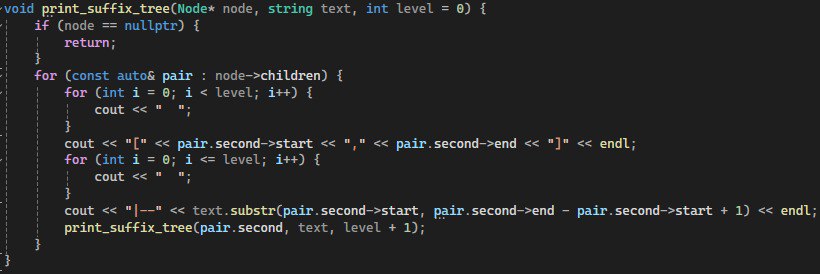 void print_suffix_tree(Node* node, string text, int level = 0) {
    if (node == nullptr) {
        return;
    }
    for (const auto& pair : node->children) {
        for (int i = 0; i < level; i++) {
            cout << "  ";
        }
        cout << "[" << pair.second->start << "," << pair.second->end << "]" << endl;
        for (int i = 0; i <= level; i++) {
            cout << "  ";
        }
        cout << "|--" << text.substr(pair.second->start, pair.second->end - pair.second->start + 1) << endl;
        print_suffix_tree(pair.second, text, level + 1);
    }
}